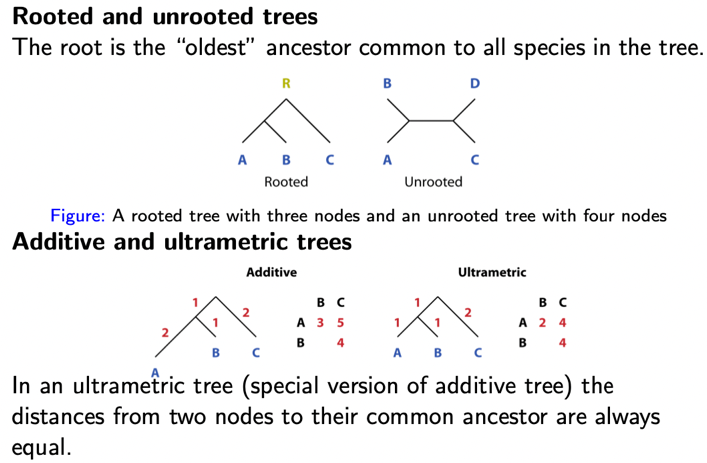 Rooted and unrooted trees
The root is the “oldest” ancestor common to all species in the tree.
R
A B C
Rooted
B D
A C
Unrooted
Figure: A rooted tree with three nodes and an unrooted tree with four nodes
Additive and ultrametric trees
Additive
1
2
1
2
A
B
C
B C
A 3 5
B 4
Ultrametric
1
2
1
1
A B C
B C
A 2 4
B 4
In an ultrametric tree (special version of additive tree) the
distances from two nodes to their common ancestor are always
equal.